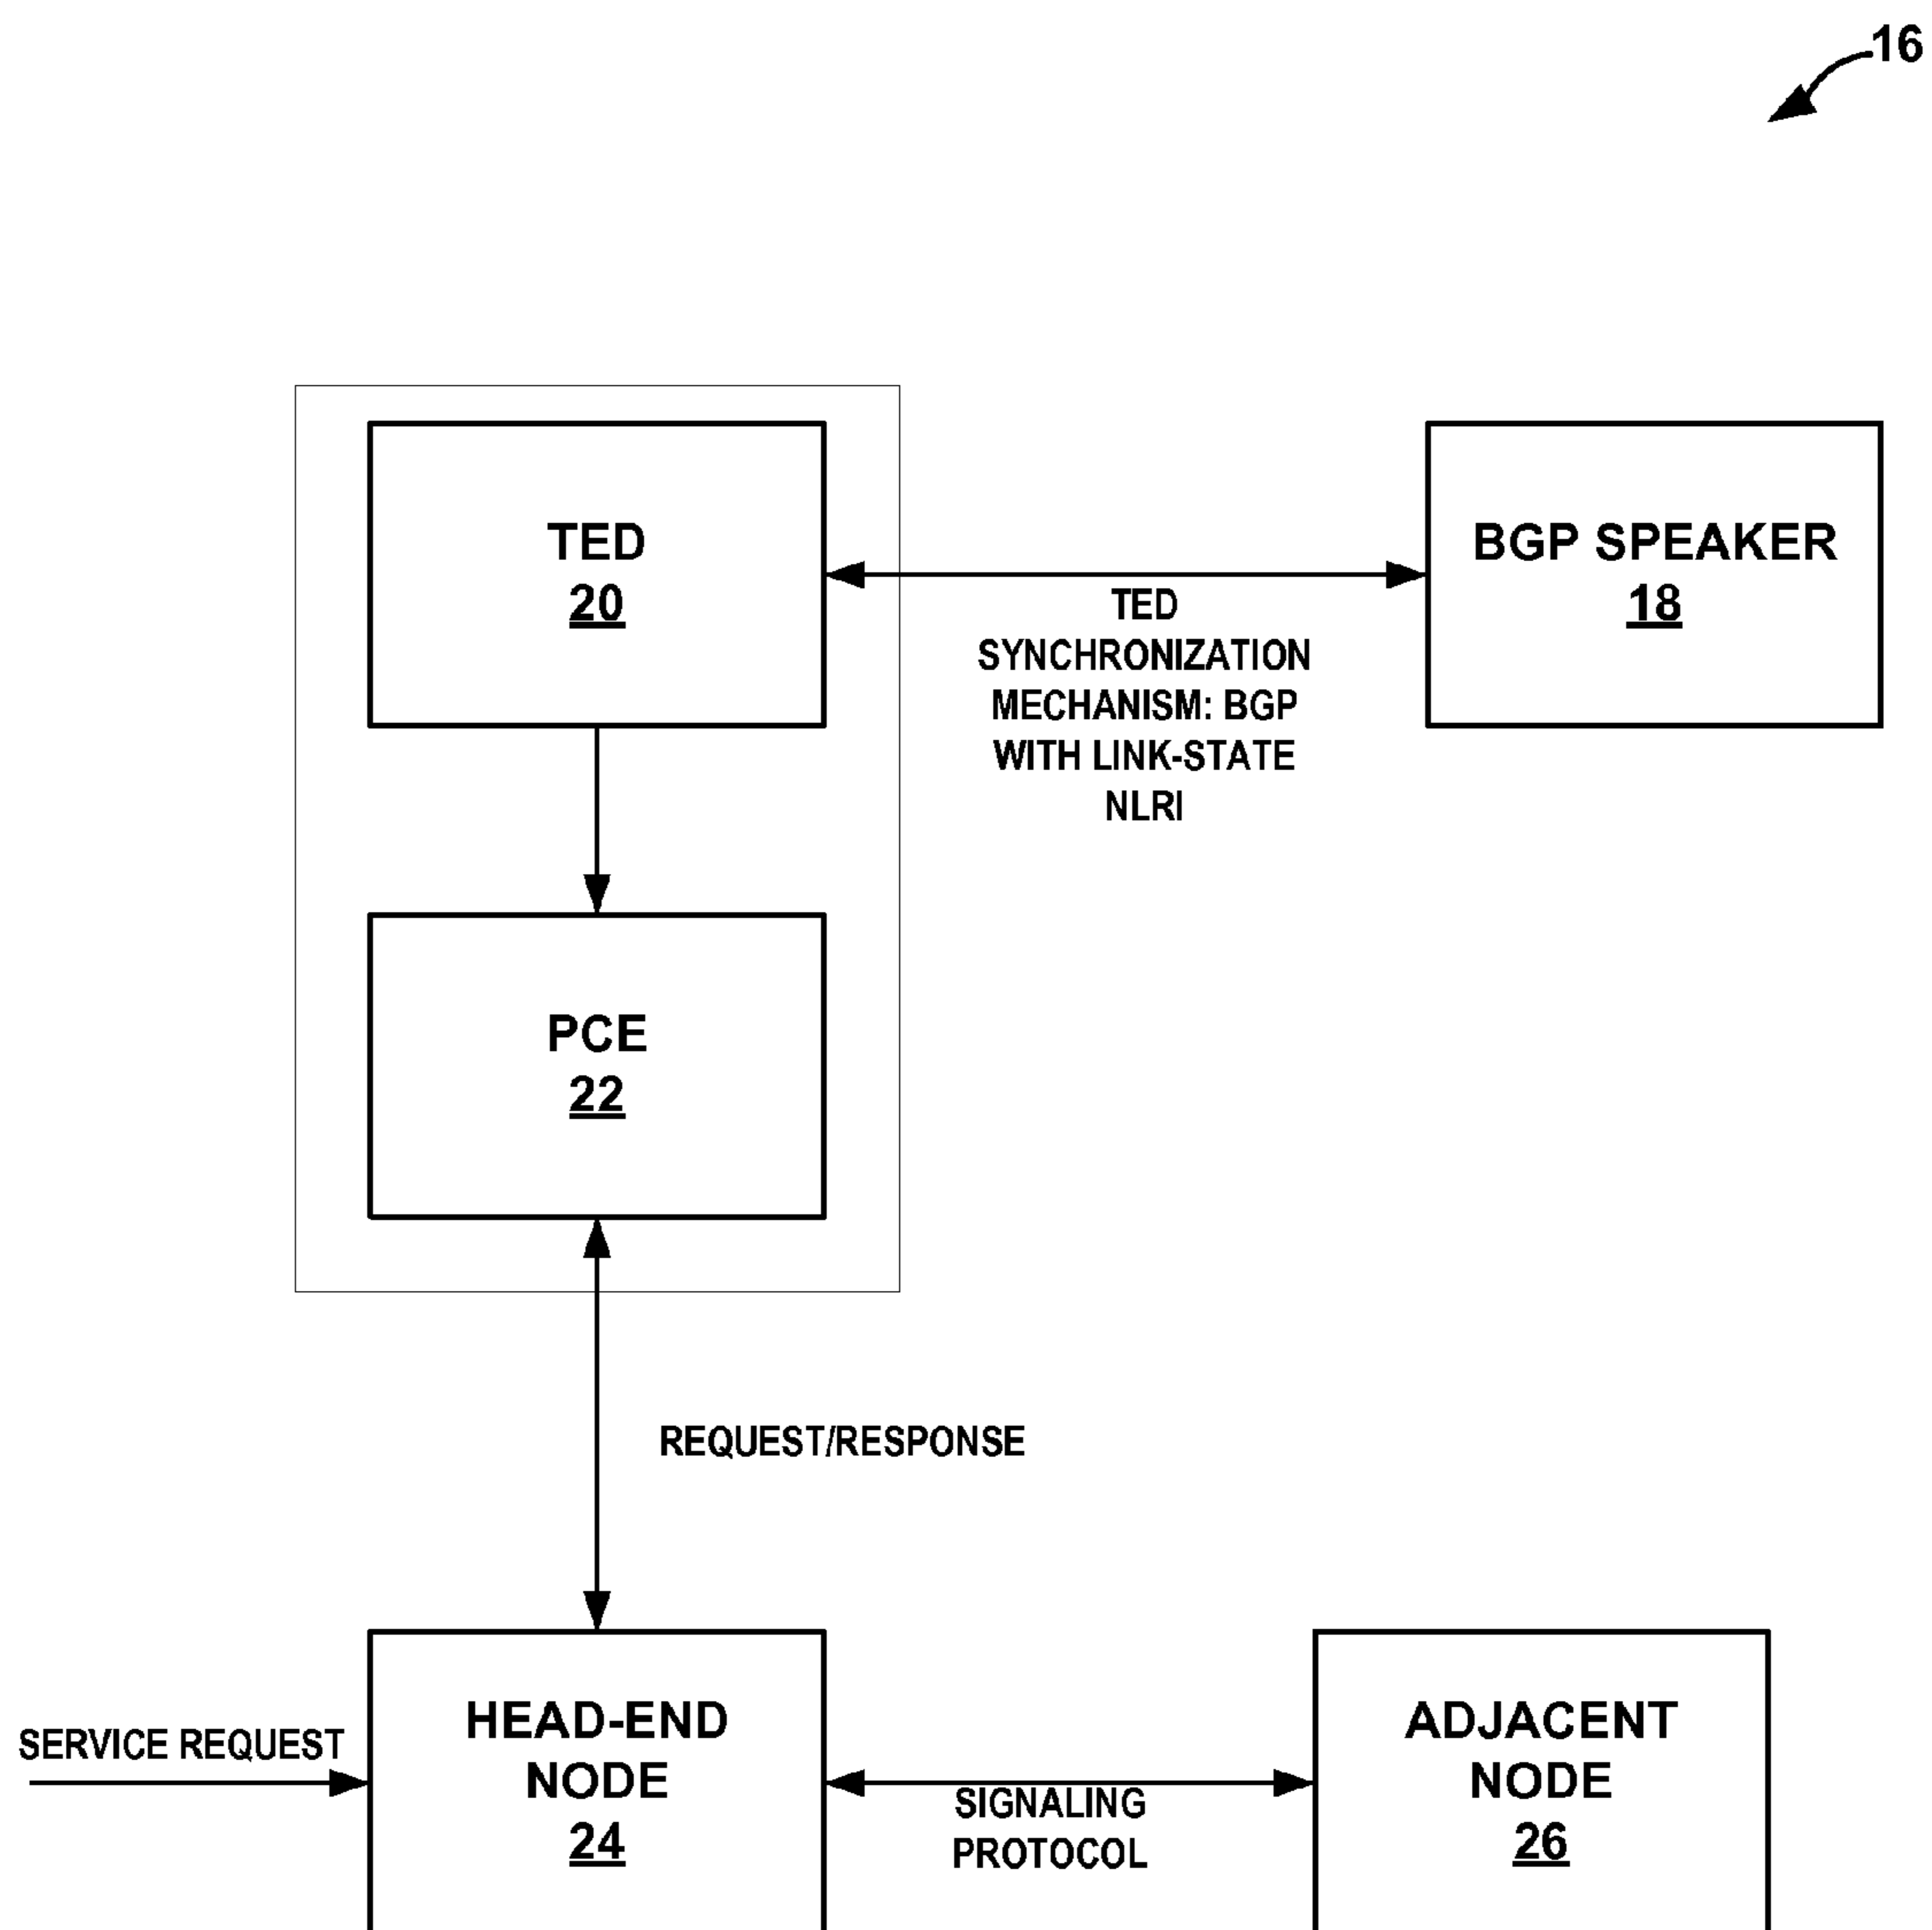 16
TED
20
BGP SPEAKER
18
TED
SYNCHRONIZATION
MECHANISM: BGP
WITH LINK-STATE
NLRI
PCE
22
REQUEST/RESPONSE
SERVICE REQUEST
HEAD-END
NODE
24
SIGNALING
PROTOCOL
ADJACENT
NODE
26